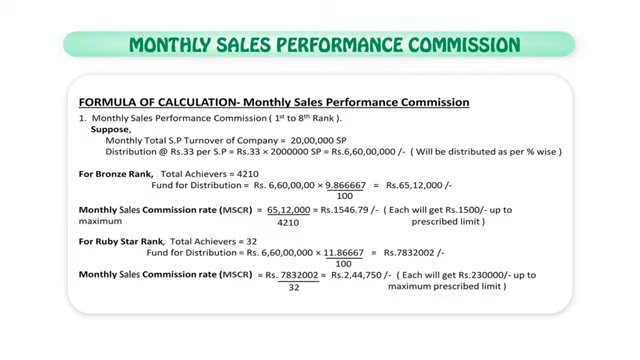 MONTHLY SALES PERFORMANCE COMMISSION
FORMULA OF CALCULATION- Monthly Sales Performance Commission
1. Monthly Sales Performance Commission ( 1st to 8th Rank ).
Suppose,
Monthly Total S.P Turnover of Company = 20,00,000 SP
Distribution @ Rs.33 per S.P = Rs.33 × 2000000 SP = Rs.6,60,00,000 /- ( Will be distributed as per % wise )
For Bronze Rank, Total Achievers = 4210
Fund for Distribution = Rs. 6,60,00,00 × 9.866667 = Rs.65,12,000 /-
100
Monthly Sales Commission rate (MSCR) = 65,12,000 = Rs.1546.79 /- ( Each will get Rs.1500/- up to
maximum 4210 prescribed limit )
For Ruby Star Rank, Total Achievers = 32
Fund for Distribution = Rs. 6,60,00,000 × 11.86667 = Rs.7832002 /-
100
Monthly Sales Commission rate (MSCR) = Rs. 7832002 = Rs.2,44,750 /- ( Each will get Rs.230000/- up to
32 maximum prescribed limit )